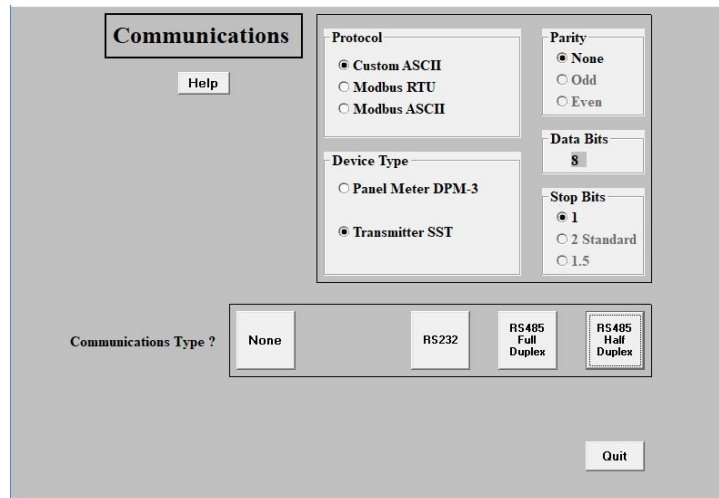 Communications
Help
Protocol
Custom ASCII
Modbus RTU
Modbus ASCII
Device Type
Panel Meter DPM-3
Transmitter SST
Parity
None
Odd
Even
Data Bits
8
Stop Bits
1
2 Standard
1.5
Communications Type ?
None
RS232
RS485
Full
Duplex
RS485
Half
Duplex
Quit